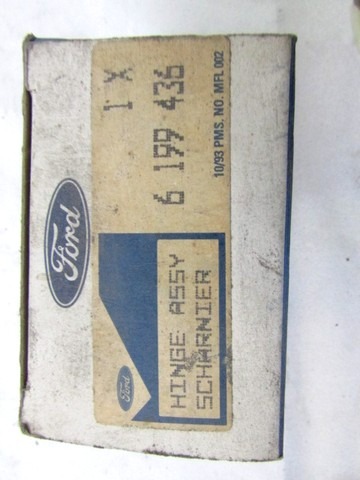 Ford
1 X
6 199 436
10/93 PMS. NO. MFL 002
Ford
HINGE ASSY
SCHARNIER